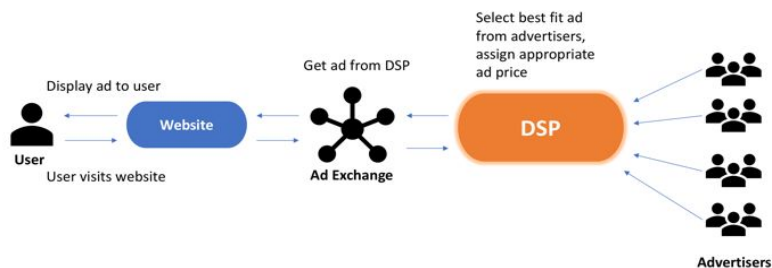 Display ad to user
Website
User
User visits website
Get ad from DSP
Ad Exchange
Select best fit ad
from advertisers,
assign appropriate
ad price
DSP
Advertisers